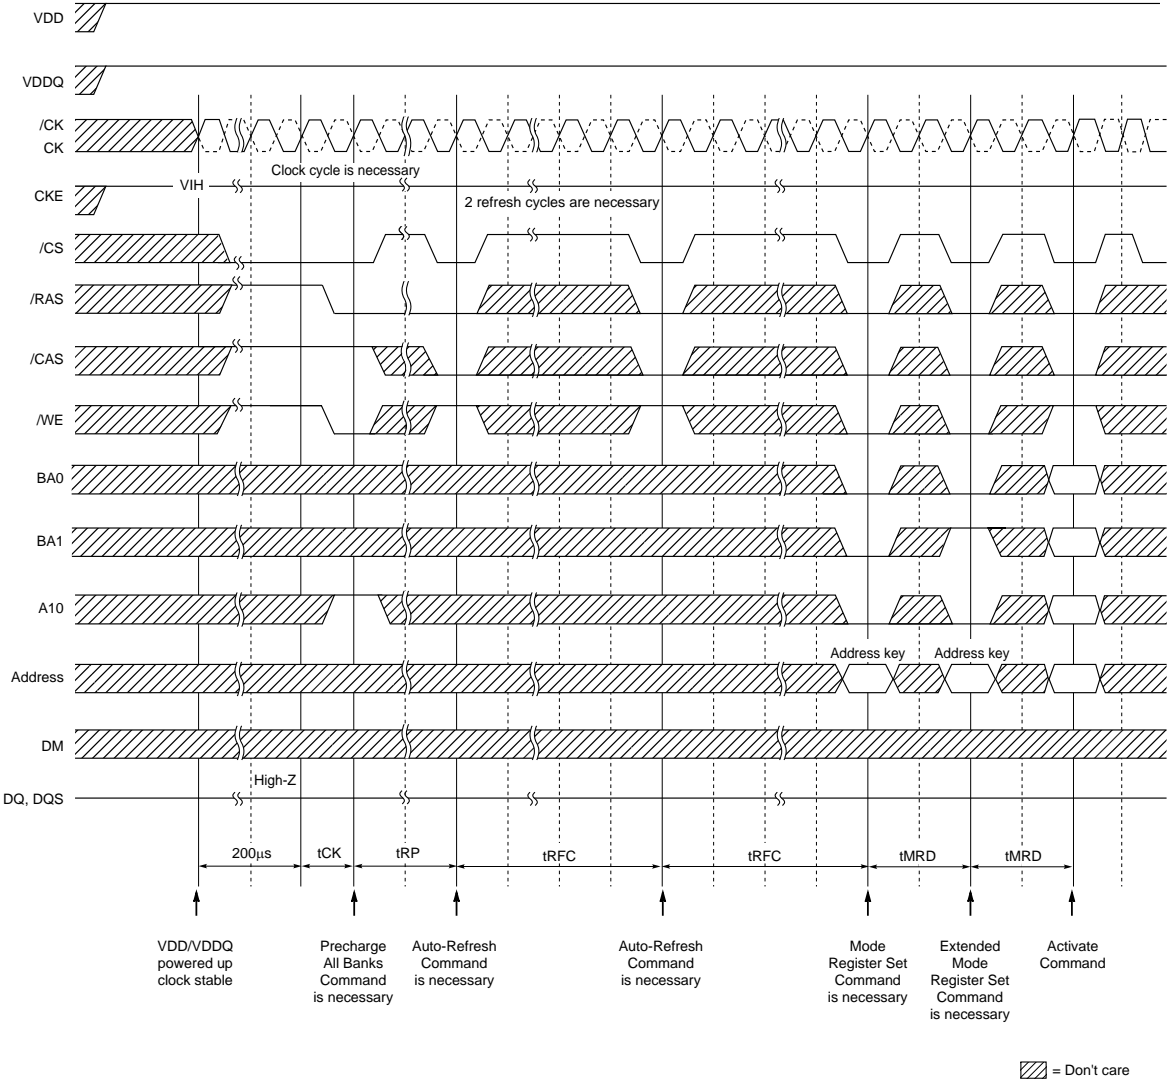 VDD
VDDQ
/CK
CK
Clock cycle is necessary
VIH
CKE
2 refresh cycles are necessary
/CS
/RAS
/CAS
/WE
BA0
BA1
A10
Address key Address key
Address
DM
High-Z
DQ, DQS
200μs tCK tRP tRFC tRFC tMRD tMRD
VDD/VDDQ
powered up
clock stable
Precharge
All Banks
Command
is necessary
Auto-Refresh
Command
is necessary
Auto-Refresh
Command
is necessary
Mode
Register Set
Command
is necessary
Extended
Mode
Register Set
Command
is necessary
Activate
Command
= Don't care